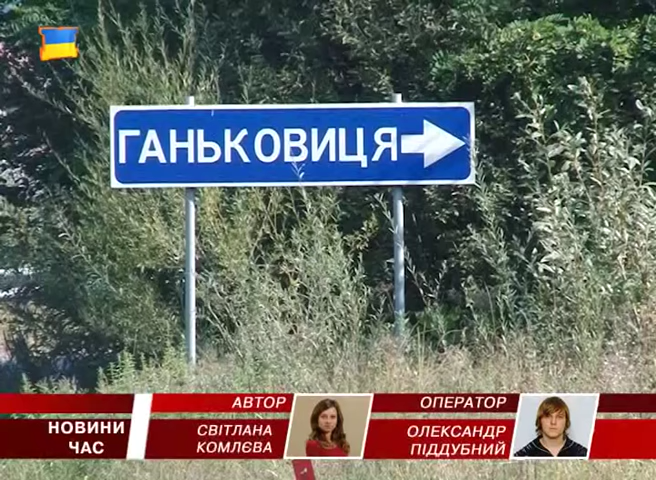 ГАНЬКОВИЦЯ
НОВИНИ
ЧАС
АВТОР
СВІТЛАНА
КОМЛЄВА
ОПЕРАТОР
ОЛЕКСАНДР
ПІДДУБНИЙ